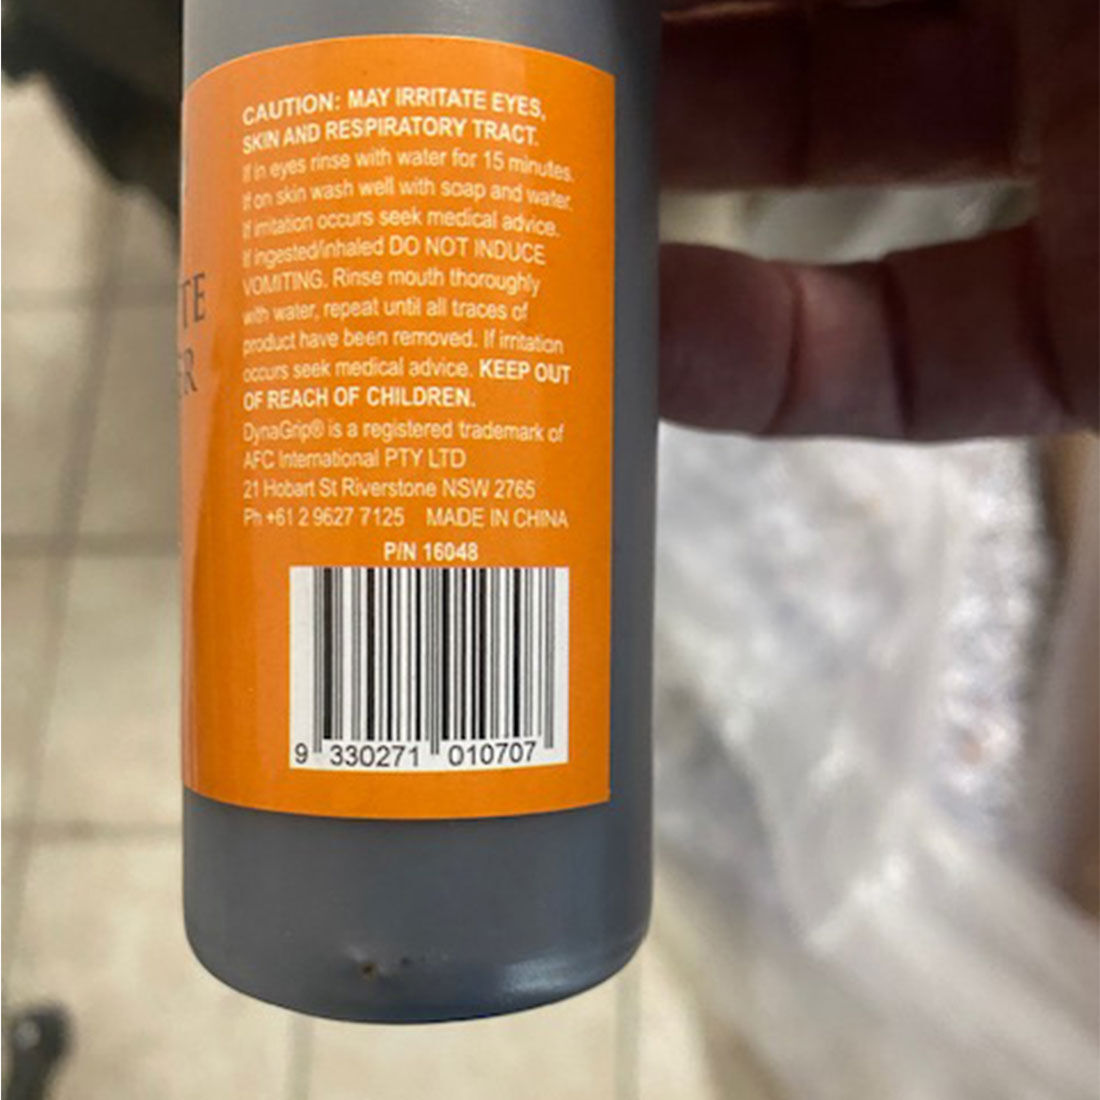 CAUTION: MAY IRRITATE EYES,
SKIN AND RESPIRATORY TRACT.
If in eyes rinse with water for 15 minutes.
If on skin wash well with soap and water.
If irritation occurs seek medical advice.
If ingested/inhaled DO NOT INDUCE
VOMITING. Rinse mouth thoroughly
with water, repeat until all traces of
product have been removed. If irritation
occurs seek medical advice. KEEP OUT
OF REACH OF CHILDREN.
DynaGrip® is a registered trademark of
AFC International PTY LTD
21 Hobart St Riverstone NSW 2765
Ph +61 2 9627 7125 MADE IN CHINA
P/N 16048
9 330271 010707
TE